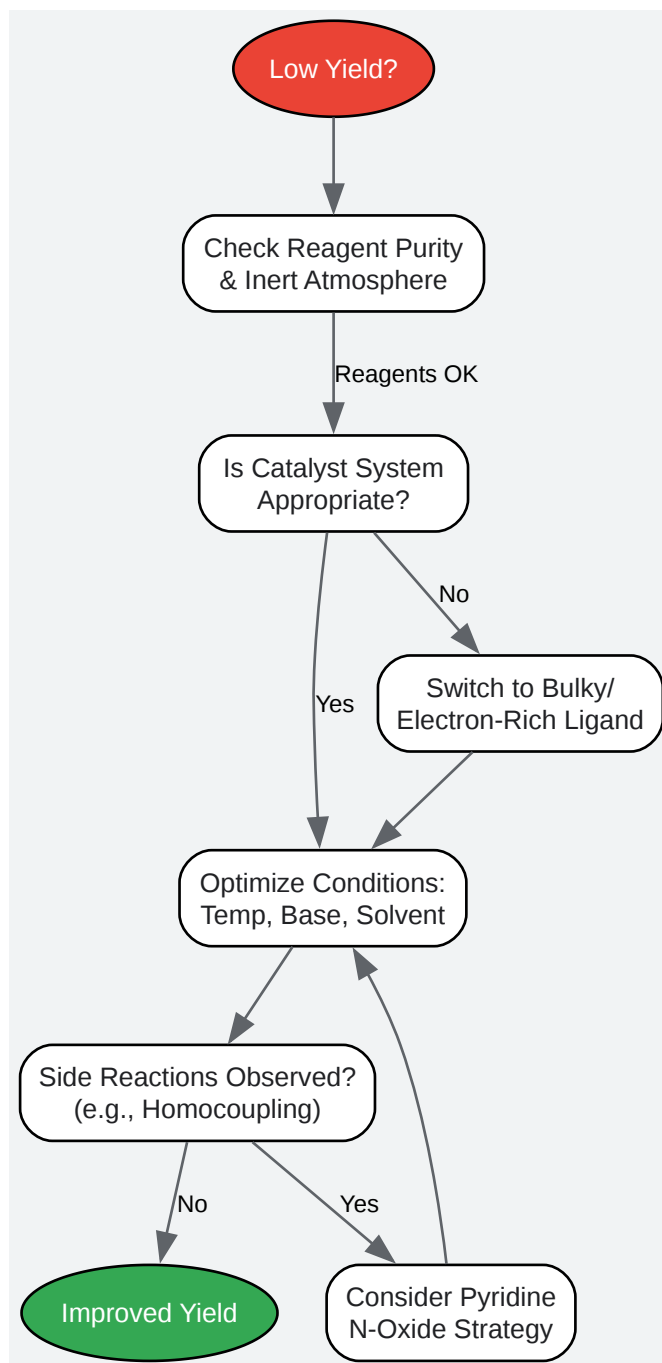 Low Yield?
Check Reagent Purity
& Inert Atmosphere
Reagents OK
Is Catalyst System
Appropriate?
No
Switch to Bulky/
Electron-Rich Ligand
Yes
Optimize Conditions:
Temp, Base, Solvent
Side Reactions Observed?
(e.g., Homocoupling)
No
Yes
Improved Yield
Consider Pyridine
N-Oxide Strategy